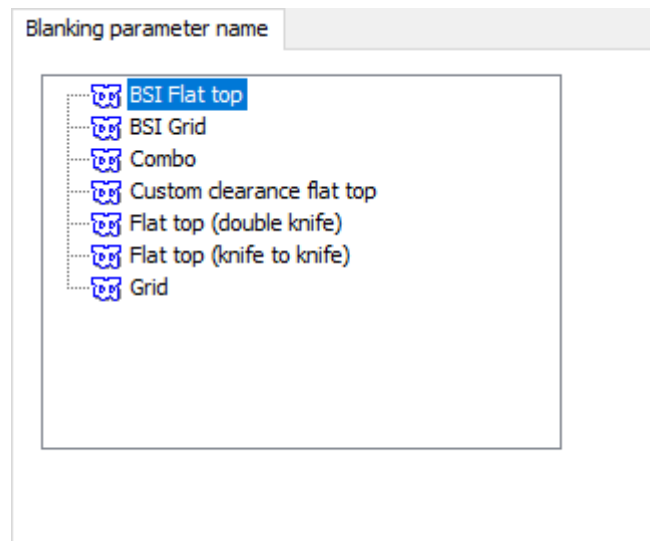 Blanking parameter name
BSI Flat top
BSI Grid
Combo
Custom clearance flat top
Flat top (double knife)
Flat top (knife to knife)
Grid